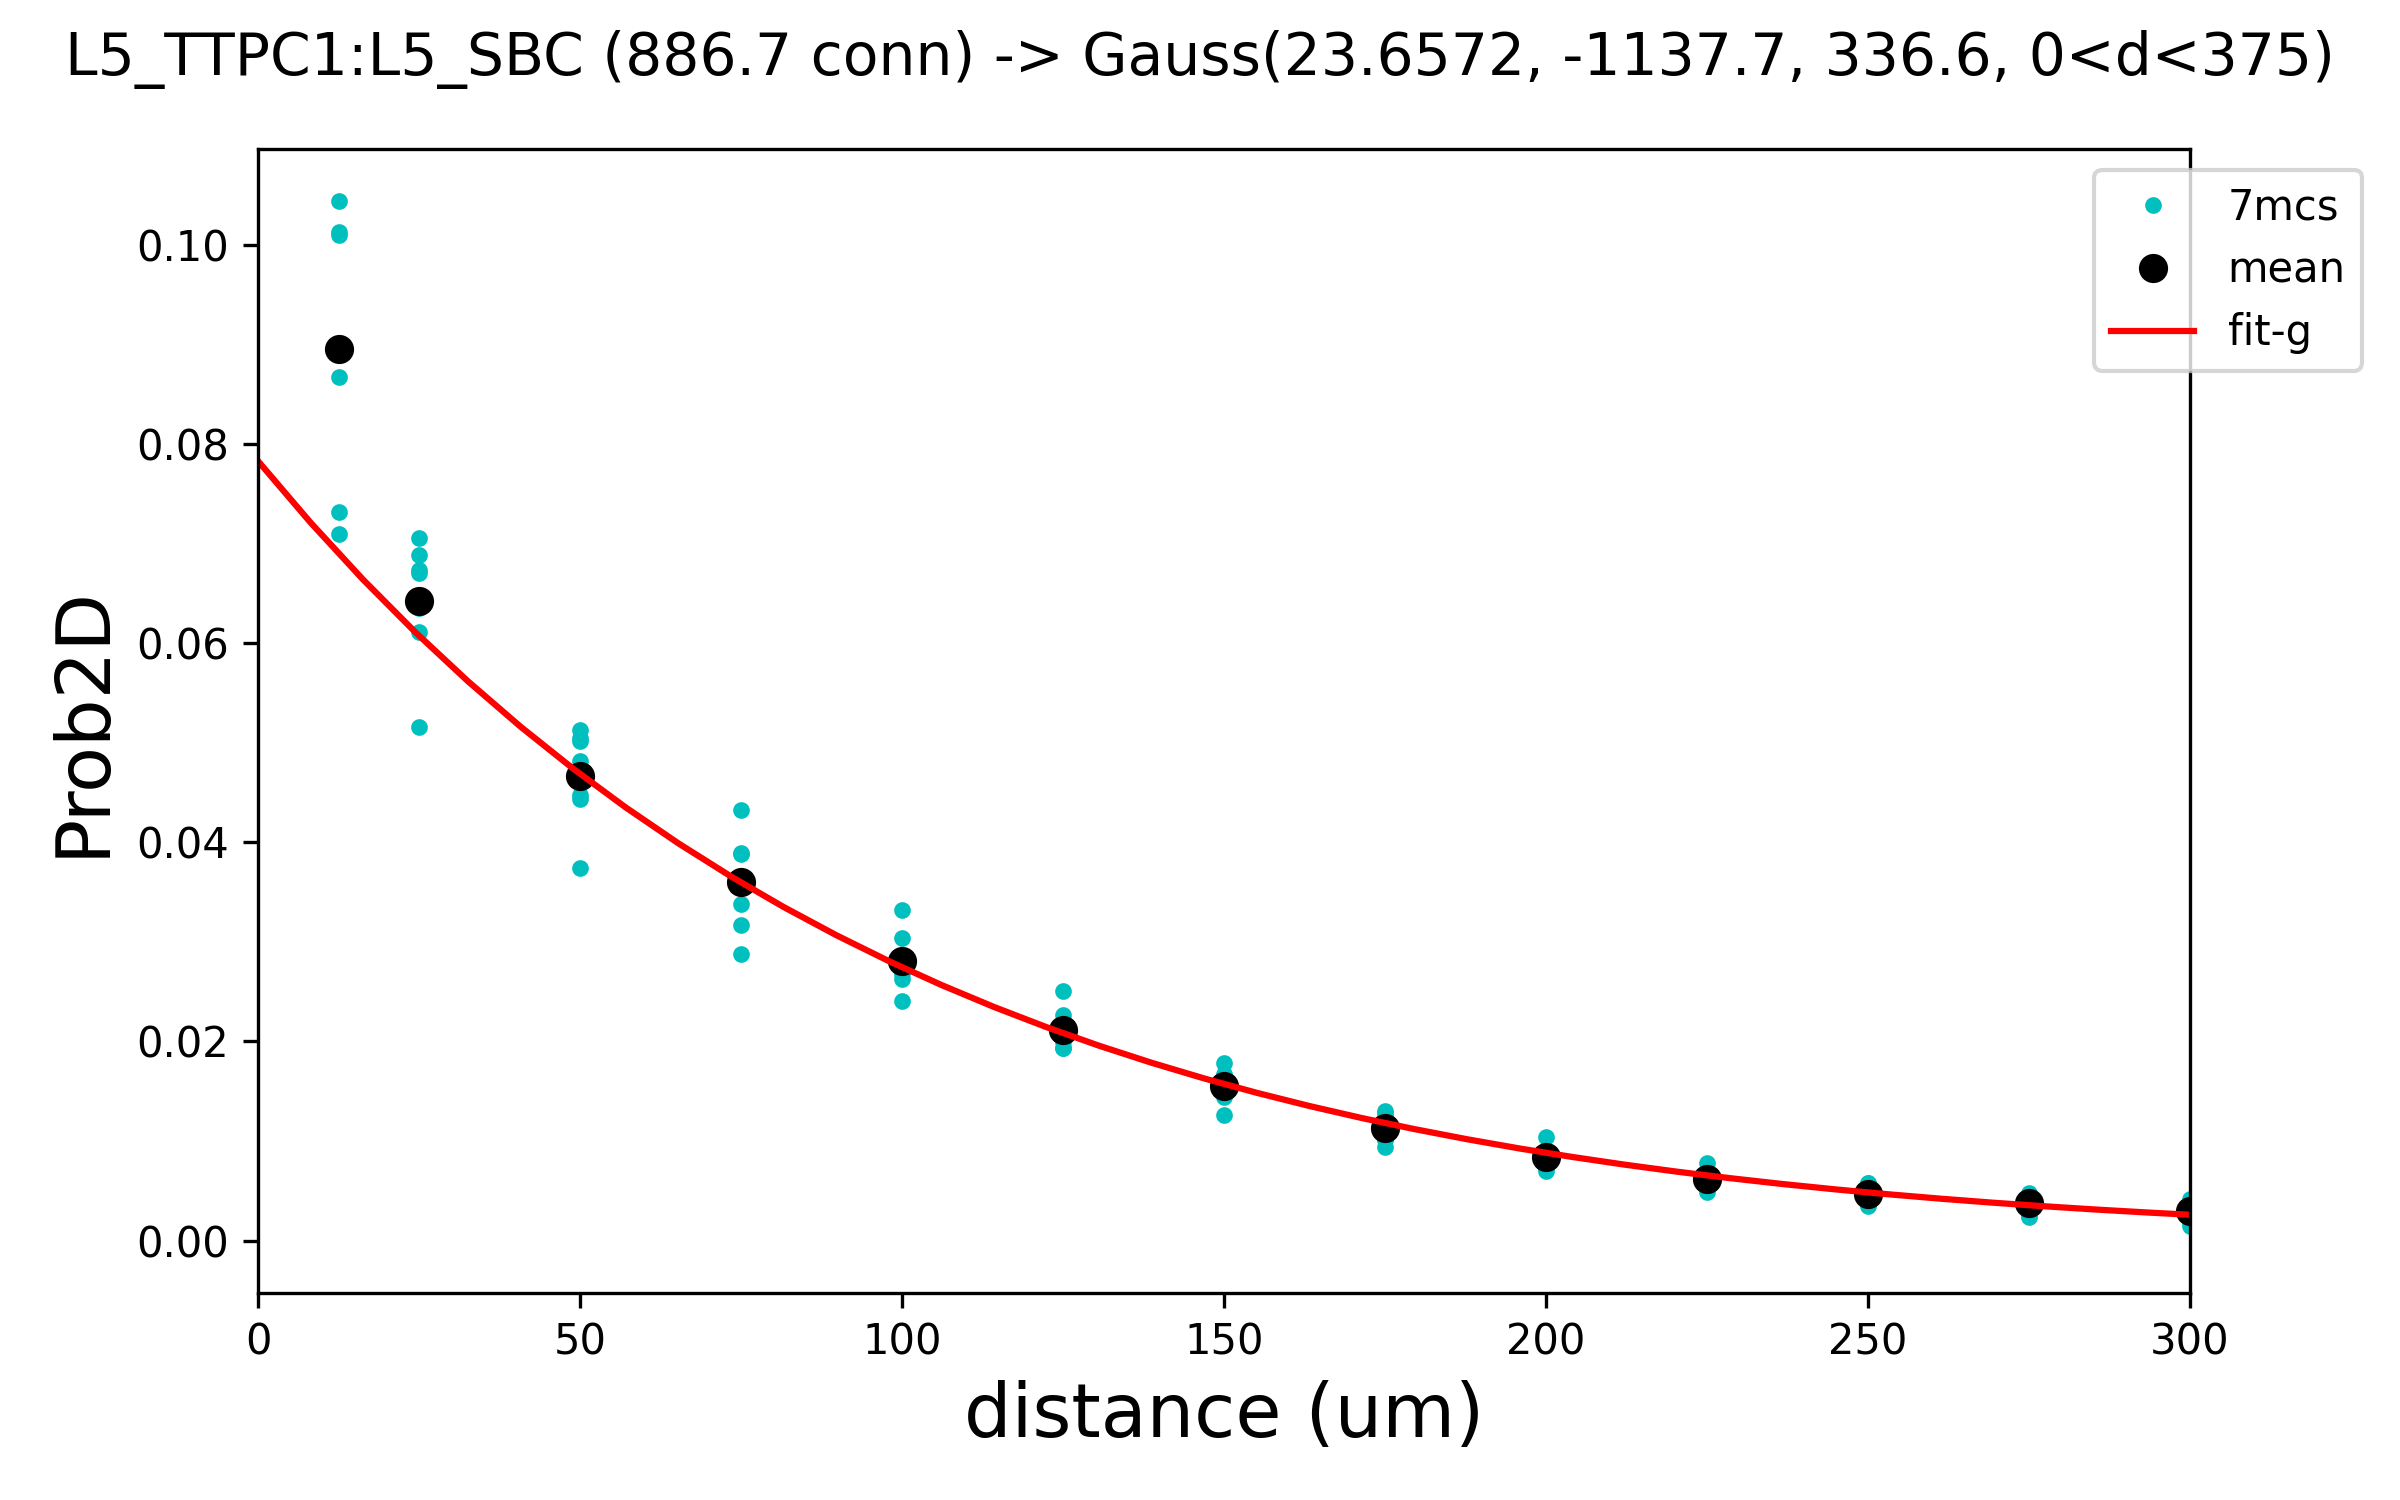 L5_TTPC1:L5_SBC (886.7 conn) -> Gauss(23.6572, -1137.7, 336.6, 0<d<375)
7mcs
mean
fit-g
Prob2D
0.10
0.08
0.06
0.04
0.02
0.00
0 50 100 150 200 250 300
distance (um)